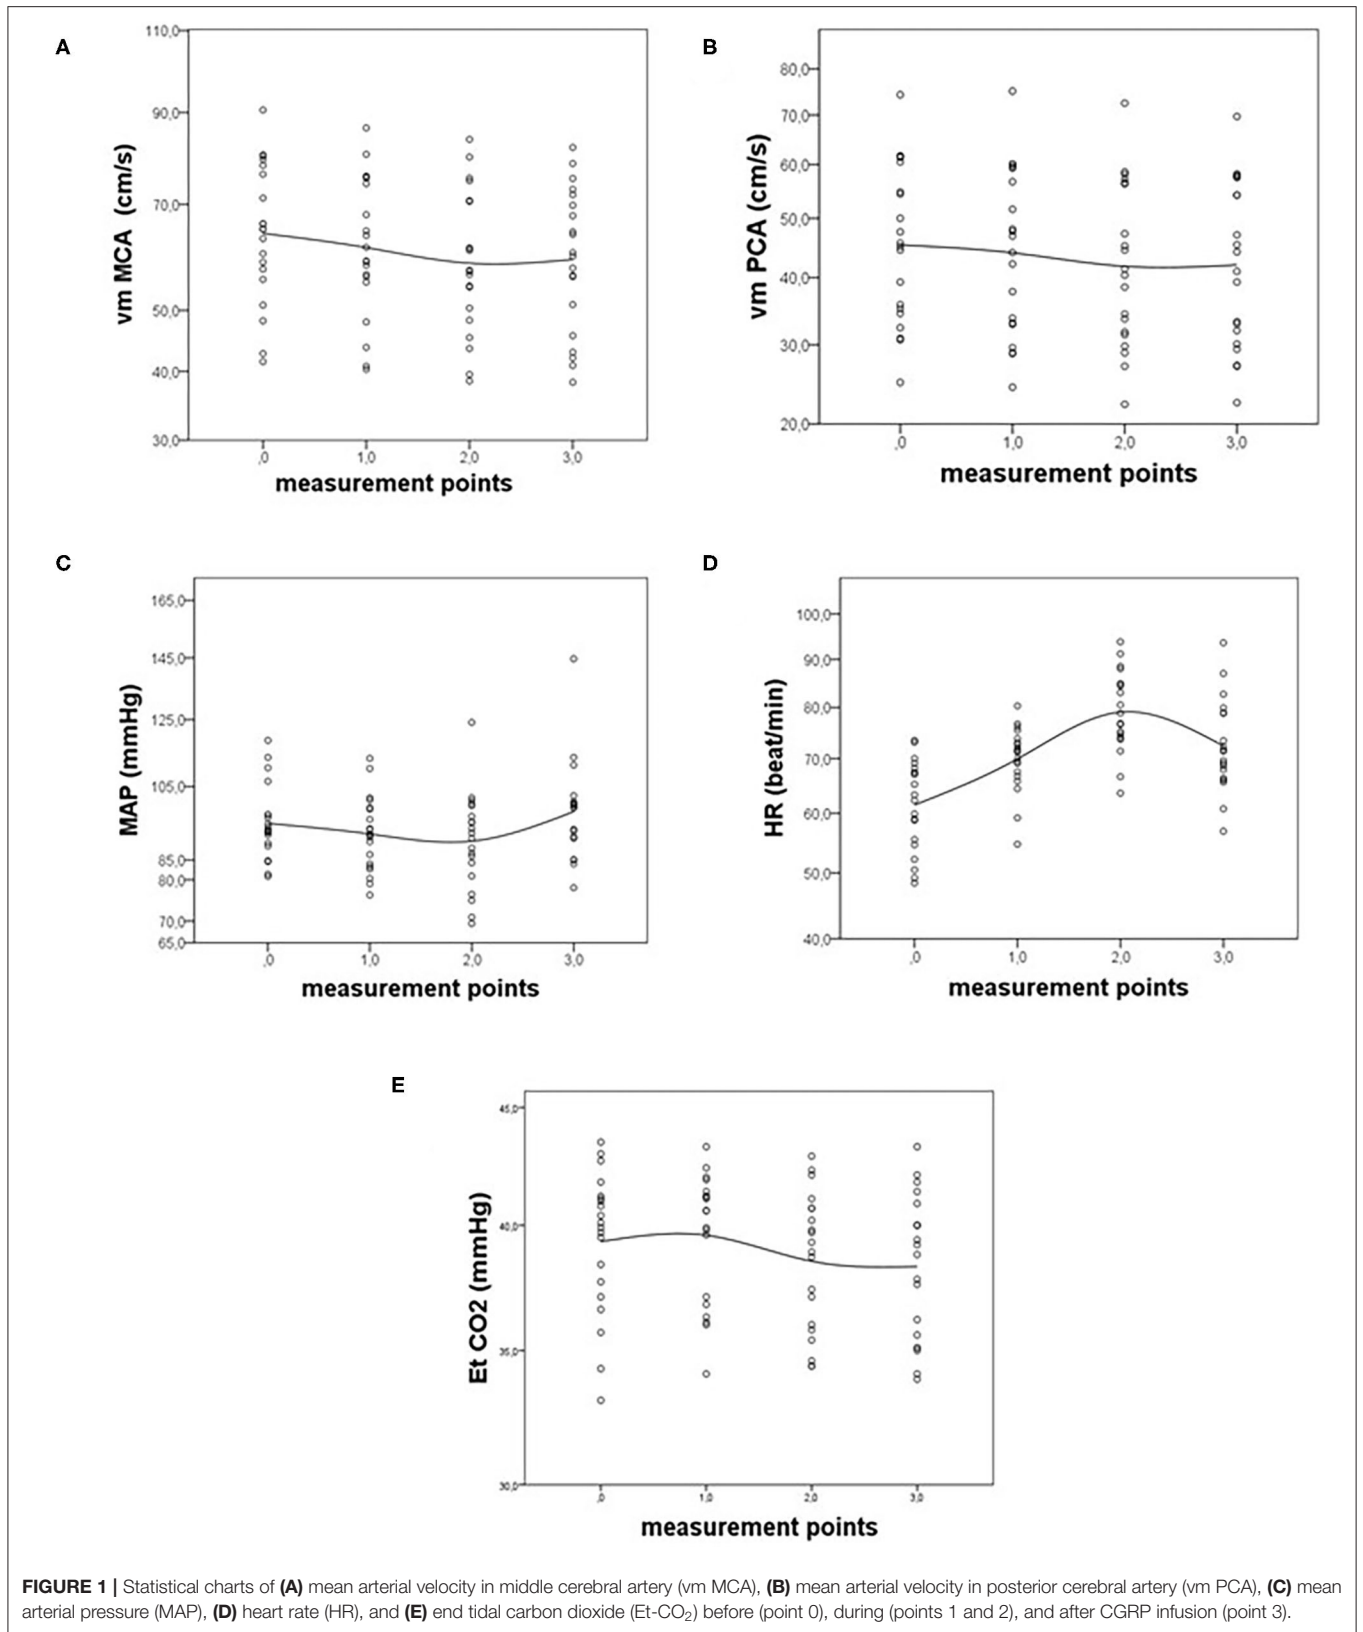 A
110,0
90,0
70,0
50,0
40,0
30,0
vm MCA (cm/s)
,0 1,0 2,0 3,0
measurement points
B
80,0
70,0
60,0
50,0
40,0
30,0
20,0
vm PCA (cm/s)
,0 1,0 2,0 3,0
measurement points
C
165,0
145,0
125,0
105,0
85,0
80,0
70,0
65,0
MAP (mmHg)
,0 1,0 2,0 3,0
measurement points
D
100,0
90,0
80,0
70,0
60,0
50,0
40,0
HR (beat/min)
,0 1,0 2,0 3,0
measurement points
E
45,0
40,0
35,0
30,0
Et CO2 (mmHg)
,0 1,0 2,0 3,0
measurement points
FIGURE 1 | Statistical charts of (A) mean arterial velocity in middle cerebral artery (vm MCA), (B) mean arterial velocity in posterior cerebral artery (vm PCA), (C) mean
arterial pressure (MAP), (D) heart rate (HR), and (E) end tidal carbon dioxide (Et-CO₂) before (point 0), during (points 1 and 2), and after CGRP infusion (point 3).